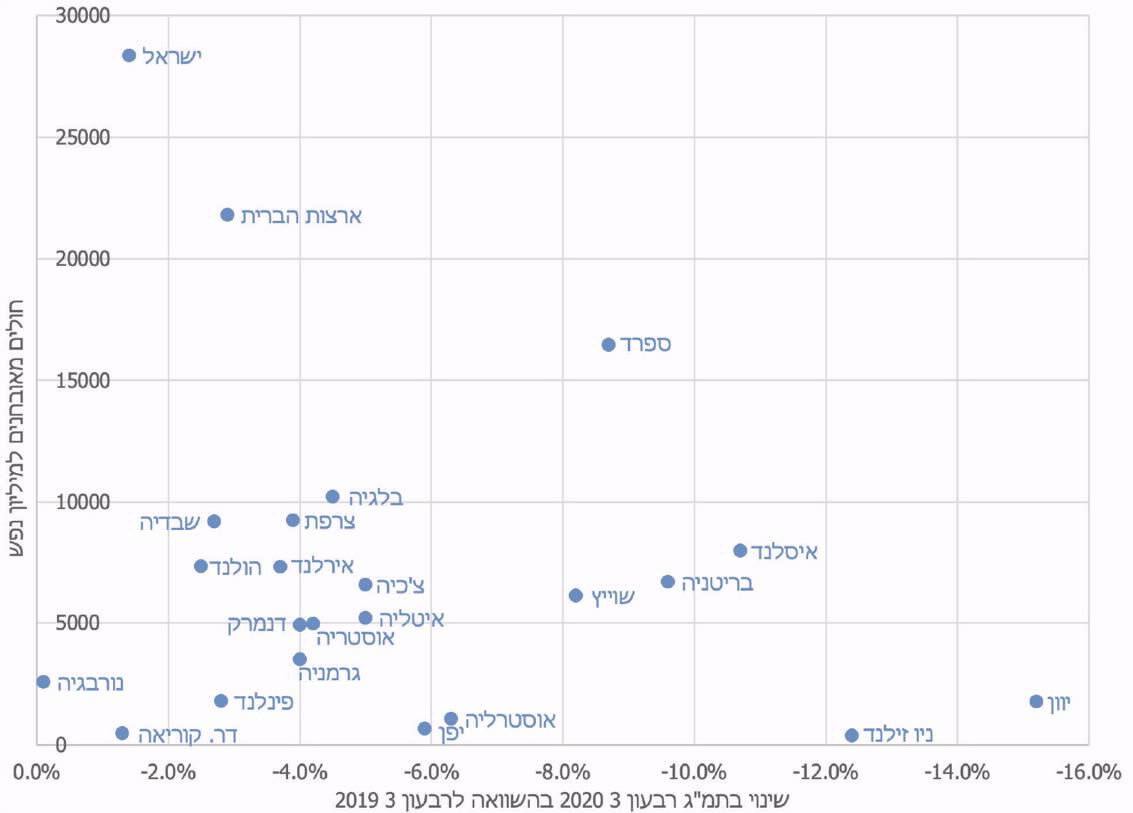 30000
ישראל
25000
ארצות הברית
20000
ספרד
15000
10000
בלגיה
שבדיה
צרפת
איסלנד
הולנד
אירלנד
בריטניה
צ'כיה
שוייץ
5000
דנמרק
איטליה
אוסטריה
גרמניה
נורבגיה
פינלנד
יוון
אוסטרליה
דר. קוריאה
יפן
ניו זילנד
0
0.0%
-2.0%
-4.0%
-6.0%
-8.0%
-10.0%
-12.0%
-14.0%
-16.0%
שינוי בתמ"ג רבעון 3 2020 בהשוואה לרבעון 3 2019
חולים מאובחנים למיליון נפש